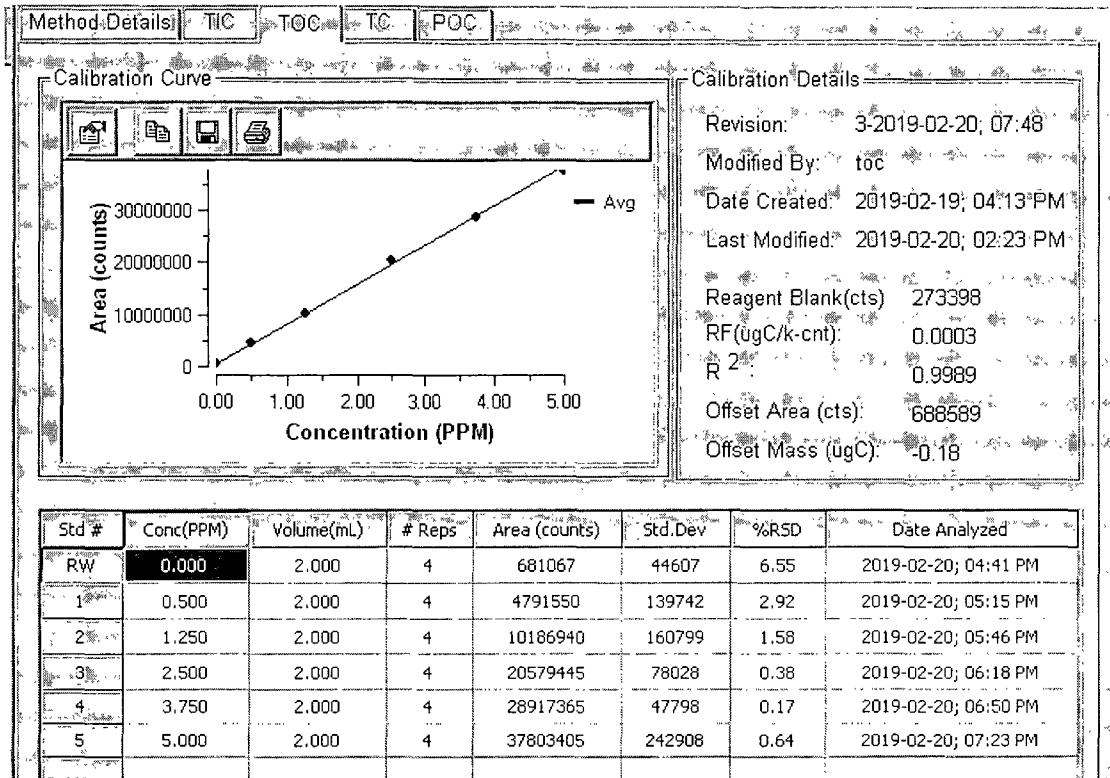 Method Details TIC TOC TC POC
Calibration Curve
Area (counts)
30000000
20000000
10000000
0
Avg
0.00 1.00 2.00 3.00 4.00 5.00
Concentration (PPM)
Calibration Details
Revision: 3-2019-02-20; 07:48
Modified By: toc
Date Created: 2019-02-19; 04:13 PM
Last Modified: 2019-02-20; 02:23 PM
Reagent Blank(cts) 273398
RF(ugC/k-cnt): 0.0003
R 2 : 0.9989
Offset Area (cts): 688589
Offset Mass (ugC): -0.18
Std # Conc(PPM) Volume(mL) # Reps Area (counts) Std.Dev %RSD Date Analyzed
RW 0.000 2.000 4 681067 44607 6.55 2019-02-20; 04:41 PM
1 0.500 2.000 4 4791550 139742 2.92 2019-02-20; 05:15 PM
2 1.250 2.000 4 10186940 160799 1.58 2019-02-20; 05:46 PM
3 2.500 2.000 4 20579445 78028 0.38 2019-02-20; 06:18 PM
4 3.750 2.000 4 28917365 47798 0.17 2019-02-20; 06:50 PM
5 5.000 2.000 4 37803405 242908 0.64 2019-02-20; 07:23 PM